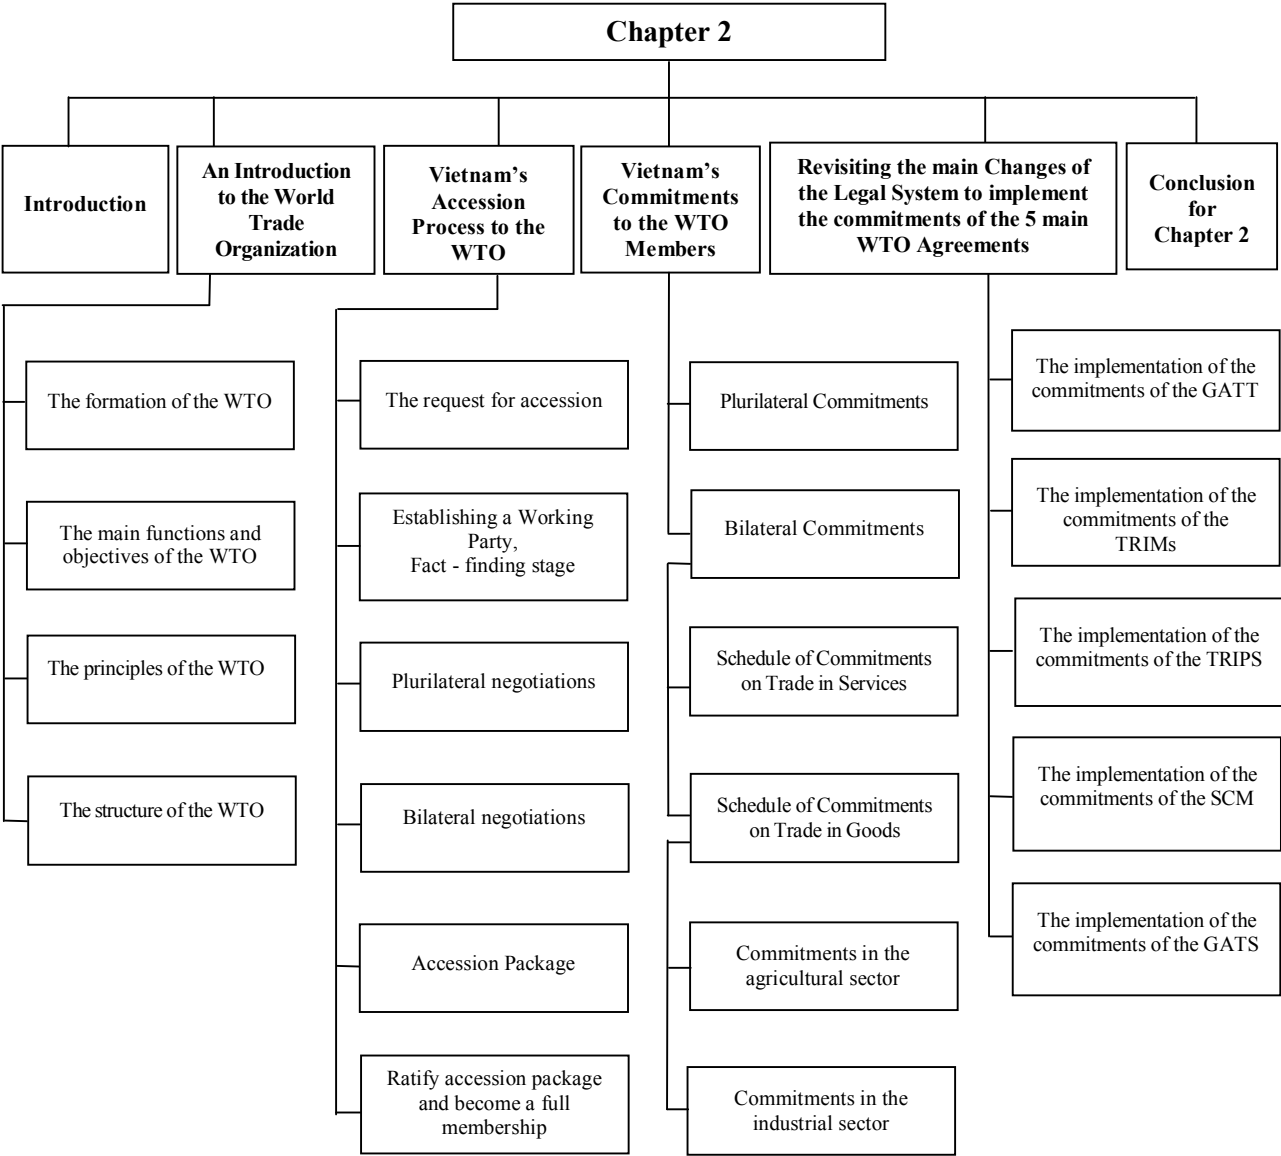 Chapter 2
Introduction
An Introduction
to the World
Trade
Organization
Vietnam’s
Accession
Process to the
WTO
Vietnam’s
Commitments
to the WTO
Members
Revisiting the main Changes of
the Legal System to implement
the commitments of the 5 main
WTO Agreements
Conclusion
for
Chapter 2
The formation of the WTO
The main functions and
objectives of the WTO
The principles of the WTO
The structure of the WTO
The request for accession
Establishing a Working
Party,
Fact - finding stage
Plurilateral negotiations
Bilateral negotiations
Accession Package
Ratify accession package
and become a full
membership
Plurilateral Commitments
Bilateral Commitments
Schedule of Commitments
on Trade in Services
Schedule of Commitments
on Trade in Goods
Commitments in the
agricultural sector
Commitments in the
industrial sector
The implementation of the
commitments of the GATT
The implementation of the
commitments of the
TRIMs
The implementation of the
commitments of the TRIPS
The implementation of the
commitments of the SCM
The implementation of the
commitments of the GATS